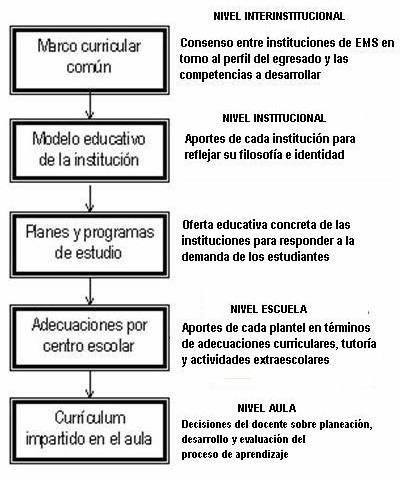 NIVEL INTERINSTITUCIONAL
Marco curricular
común
Consenso entre instituciones de EMS en
torno al perfil del egresado y las
competencias a desarrollar
NIVEL INSTITUCIONAL
Modelo educativo
de la institución
Aportes de cada institución para
reflejar su filosofía e identidad
Planes y programas
de estudio
Oferta educativa concreta de las
instituciones para responder a la
demanda de los estudiantes
NIVEL ESCUELA
Adecuaciones por
centro escolar
Aportes de cada plantel en términos
de adecuaciones curriculares, tutoría
y actividades extraescolares
NIVEL AULA
Currículum
impartido en el aula
Decisiones del docente sobre planeación,
desarrollo y evaluación del
proceso de aprendizaje